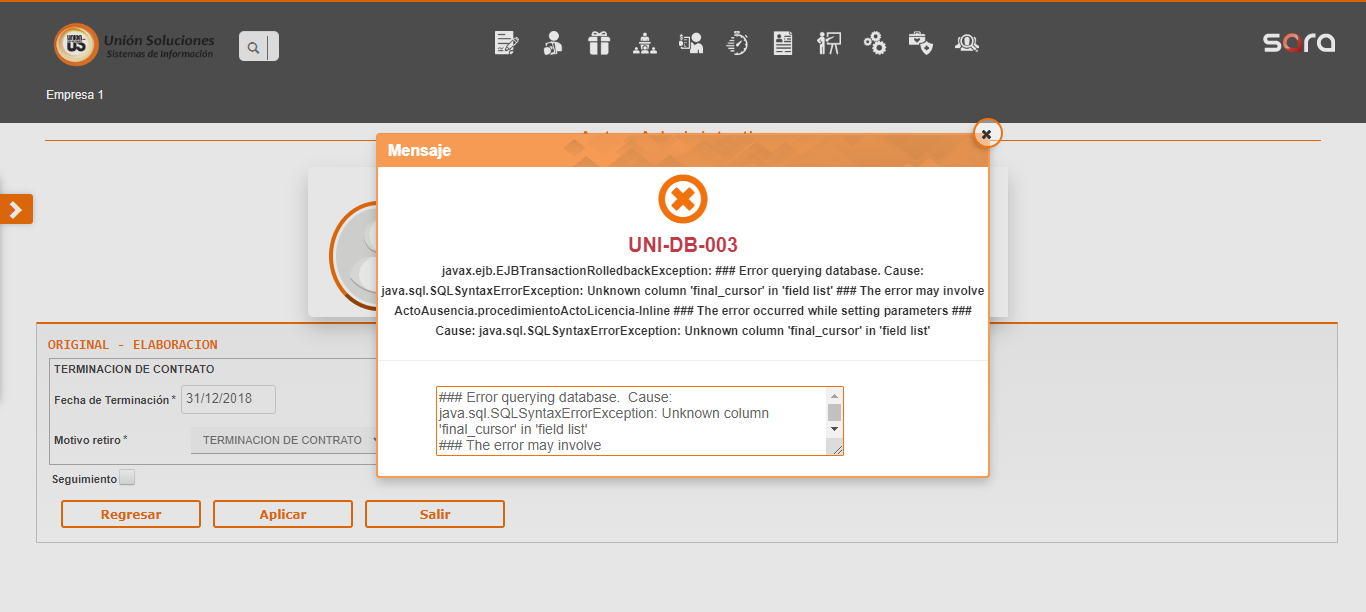 UNION
US
Unión Soluciones
Sistemas de Información
sara
Empresa 1
Mensaje
UNI-DB-003
javax.ejb.EJBTransactionRolledbackException: ### Error querying database. Cause:
java.sql.SQLSyntaxErrorException: Unknown column 'final_cursor' in 'field list' ### The error may involve
ActoAusencia.procedimientoActoLicencia-Inline ### The error occurred while setting parameters ###
Cause: java.sql.SQLSyntaxErrorException: Unknown column 'final_cursor' in 'field list'
### Error querying database.  Cause:
java.sql.SQLSyntaxErrorException: Unknown column
'final_cursor' in 'field list'
### The error may involve
ORIGINAL - ELABORACION
TERMINACION DE CONTRATO
Fecha de Terminación* 31/12/2018
Motivo retiro* TERMINACION DE CONTRATO
Seguimiento
Regresar Aplicar Salir